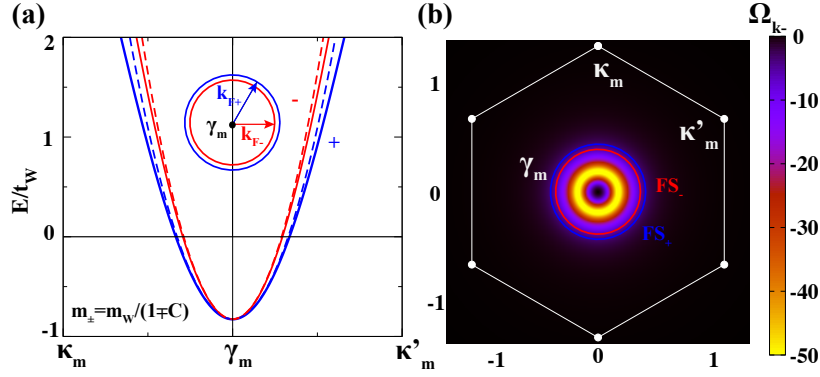 (a)
2
1
0
-1
E/t_W
k_F+
γ_m
k_F-
-
+
m_±=m_W/(1∓C)
κ_m
γ_m
κ'_m
(b)
1
0
-1
-1
0
1
κ_m
κ'_m
γ_m
FS_-
FS_+
Ω_k-
0
-10
-20
-30
-40
-50